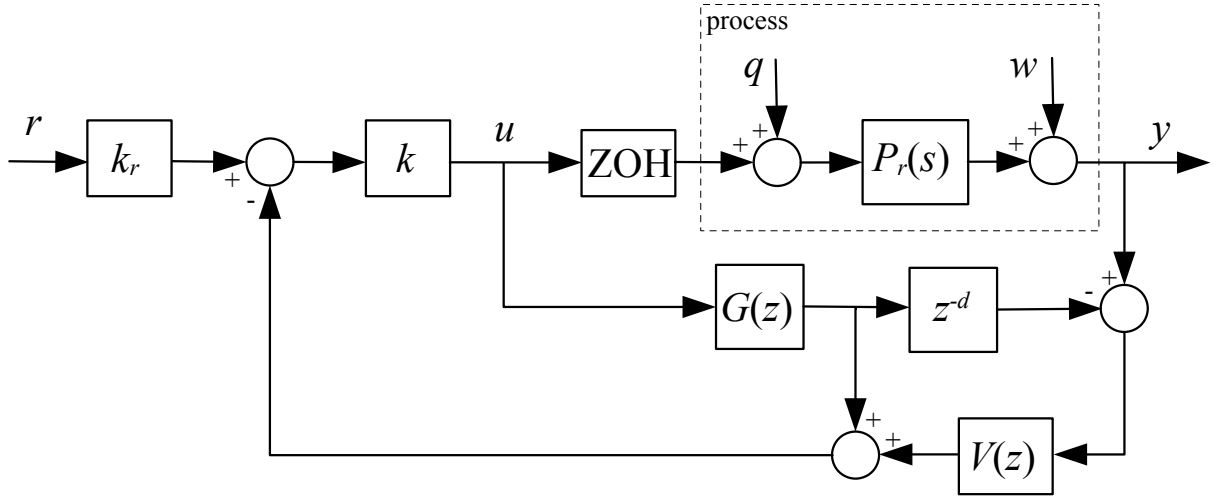 process
q
w
r
u
y
k_r
k
ZOH
P_r(s)
+
+
+
+
+
-
G(z)
z^{-d}
-
+
+
+
V(z)